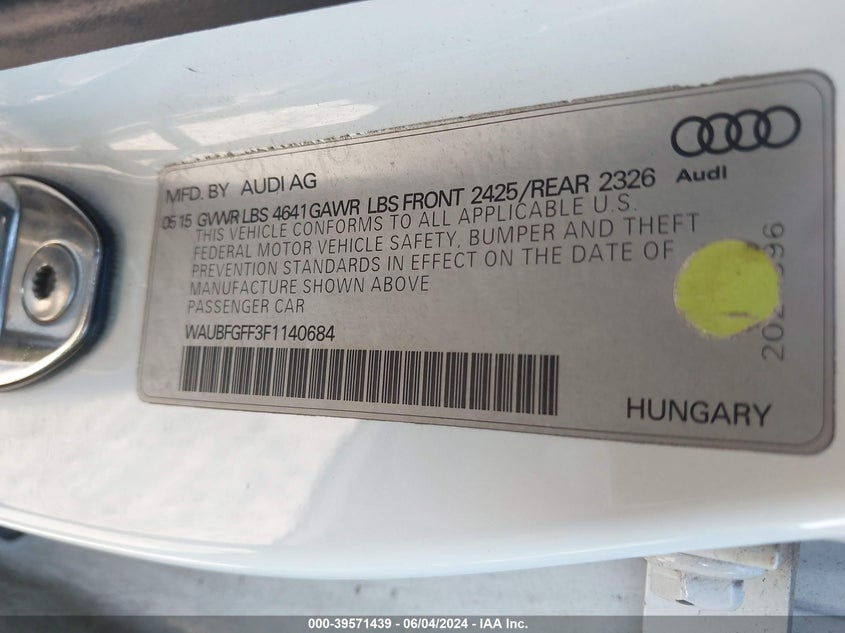 Audi
MFD. BY AUDI AG
05 15 GVWR LBS 4641 GAWR LBS FRONT 2425/REAR 2326
THIS VEHICLE CONFORMS TO ALL APPLICABLE U.S.
FEDERAL MOTOR VEHICLE SAFETY, BUMPER AND THEFT
PREVENTION STANDARDS IN EFFECT ON THE DATE OF
MANUFACTURE SHOWN ABOVE
PASSENGER CAR
WAUBFGFF3F1140684
HUNGARY
000-39571439 - 06/04/2024 - IAA Inc.